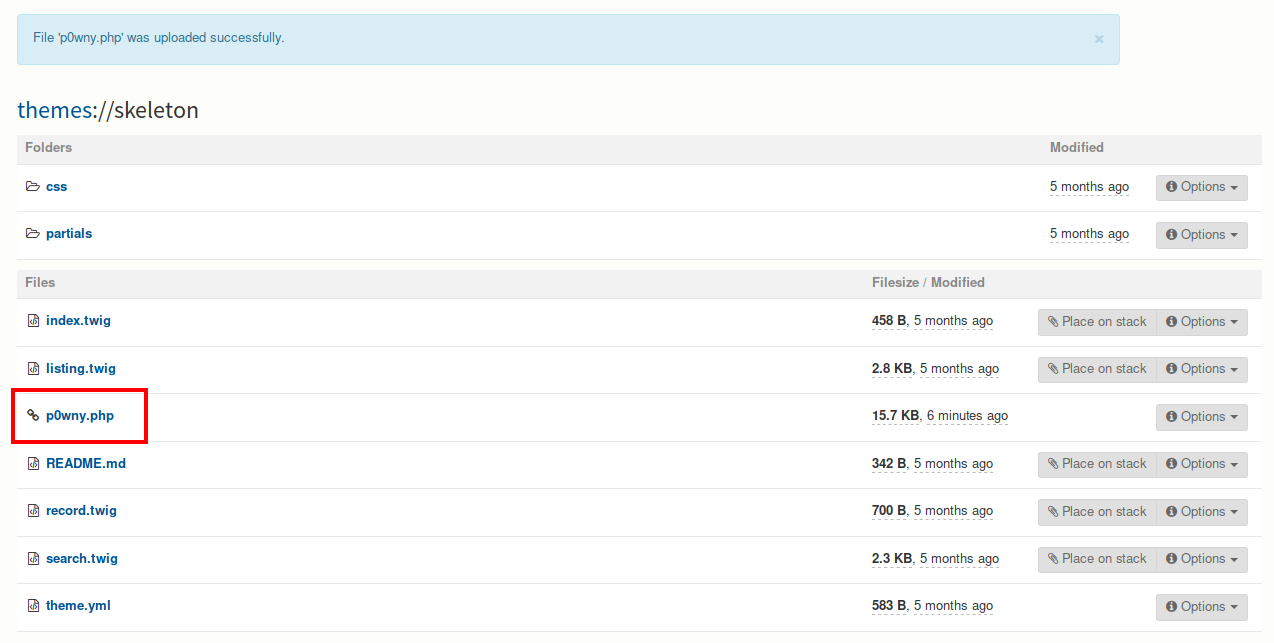 File 'p0wny.php' was uploaded successfully. ×
themes://skeleton
Folders Modified
css 5 months ago Options
partials 5 months ago Options
Files Filesize / Modified
index.twig 458 B, 5 months ago Place on stack Options
listing.twig 2.8 KB, 5 months ago Place on stack Options
p0wny.php 15.7 KB, 6 minutes ago Options
README.md 342 B, 5 months ago Place on stack Options
record.twig 700 B, 5 months ago Place on stack Options
search.twig 2.3 KB, 5 months ago Place on stack Options
theme.yml 583 B, 5 months ago Options